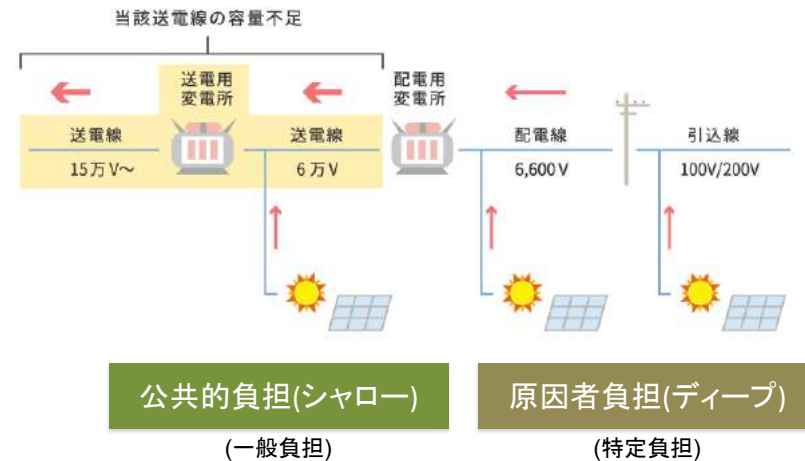 当該送電線の容量不足
送電用
変電所
配電用
変電所
送電線
送電線
配電線
引込線
15万V～
6万V
6,600V
100V/200V
公共的負担(シャロー)
原因者負担(ディープ)
(一般負担)
(特定負担)